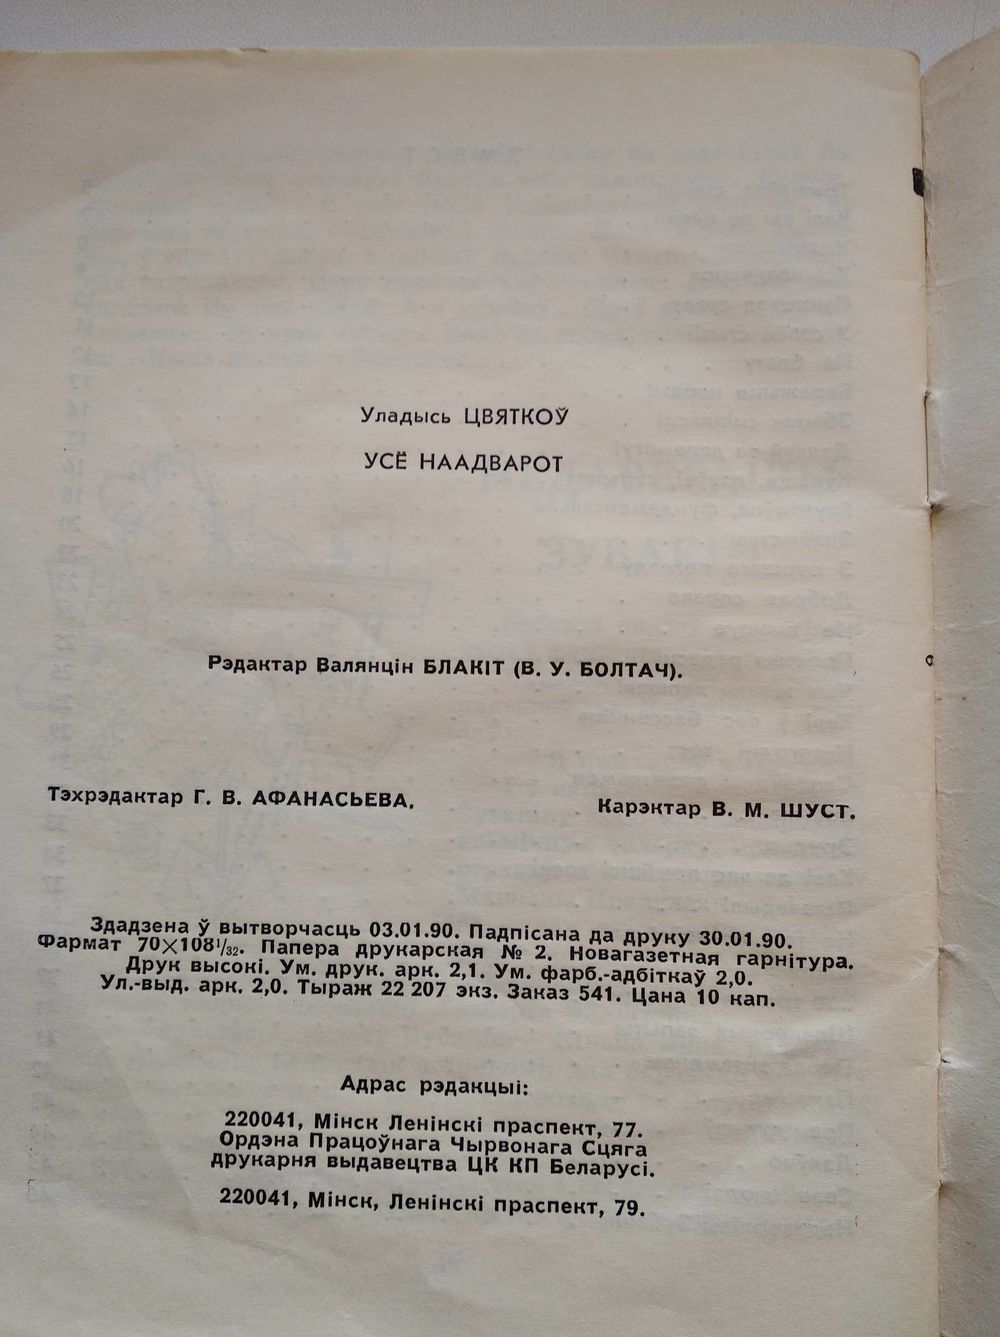 Уладысь ЦВЯТКОЎ
УСЁ НААДВАРОТ
Рэдактар Валянцін БЛАКІТ (В. У. БОЛТАЧ).
Тэхрэдактар Г. В. АФАНАСЬЕВА.
Карэктар В. М. ШУСТ.
Здадзена ў вытворчасць 03.01.90. Падпісана да друку 30.01.90.
Фармат 70×108¹/₃₂. Папера друкарская № 2. Новагазетная гарнітура.
Друк высокі. Ум. друк. арк. 2,1. Ум. фарб.-адбіткаў 2,0.
Ул.-выд. арк. 2,0. Тыраж 22 207 экз. Заказ 541. Цана 10 кап.
Адрас рэдакцыі:
220041, Мінск Ленінскі праспект, 77.
Ордэна Працоўнага Чырвонага Сцяга
друкарня выдавецтва ЦК КП Беларусі.
220041, Мінск, Ленінскі праспект, 79.